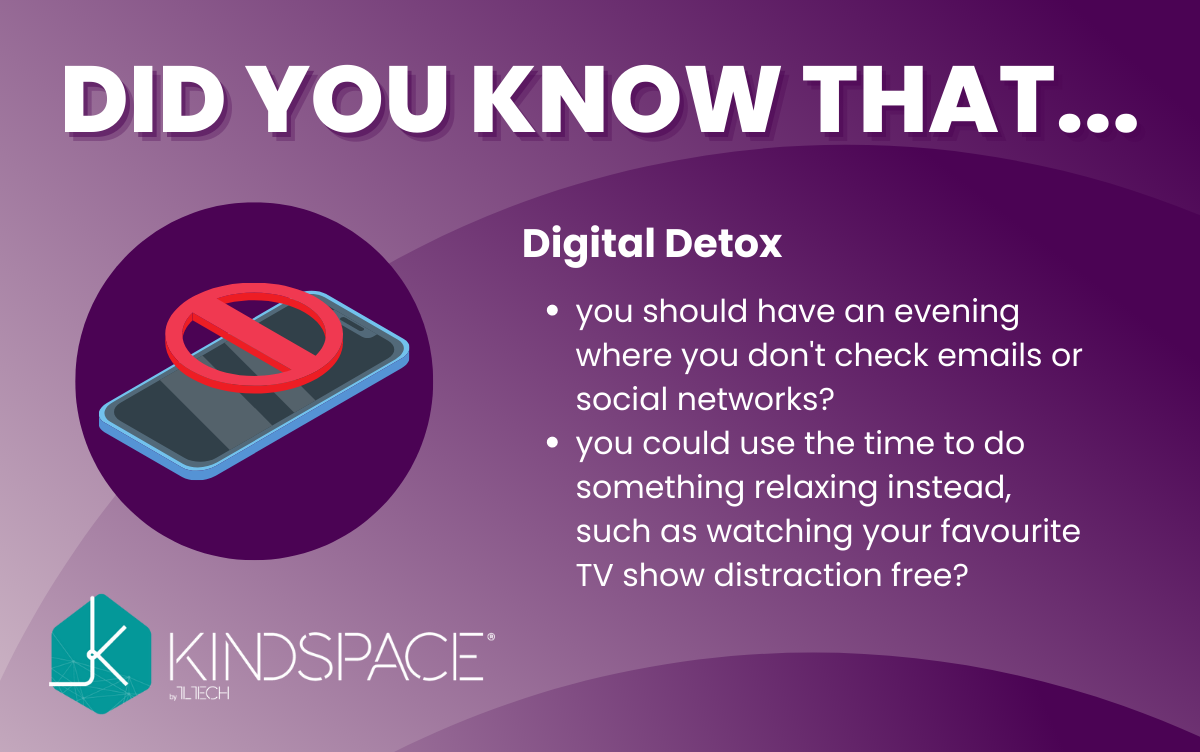 DID YOU KNOW THAT...
Digital Detox
• you should have an evening
where you don't check emails or
social networks?
• you could use the time to do
something relaxing instead,
such as watching your favourite
TV show distraction free?
KINDSPACE®
by TLTECH